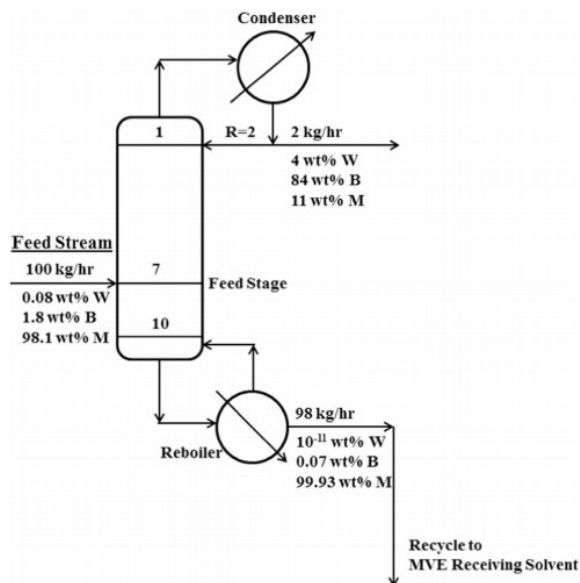 Condenser
1
R=2
2 kg/hr
4 wt% W
84 wt% B
11 wt% M
Feed Stream
100 kg/hr
0.08 wt% W
1.8 wt% B
98.1 wt% M
7
Feed Stage
10
Reboiler
98 kg/hr
10⁻¹¹ wt% W
0.07 wt% B
99.93 wt% M
Recycle to
MVE Receiving Solvent